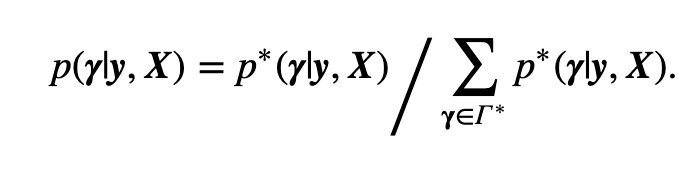 p(γ|y, X) = p*(γ|y, X) / ∑_{γ∈Γ*} p*(γ|y, X).